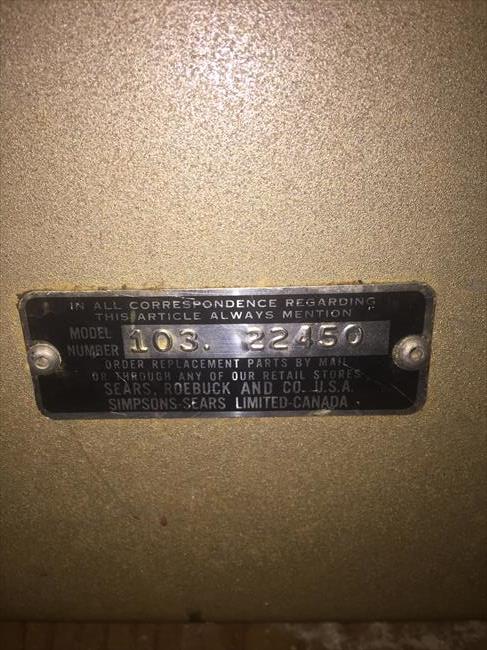 IN ALL CORRESPONDENCE REGARDING
THIS ARTICLE ALWAYS MENTION
MODEL NUMBER 103. 22450
ORDER REPLACEMENT PARTS BY MAIL
OR THROUGH ANY OF OUR RETAIL STORES
SEARS, ROEBUCK AND CO. U.S.A.
SIMPSONS-SEARS LIMITED-CANADA